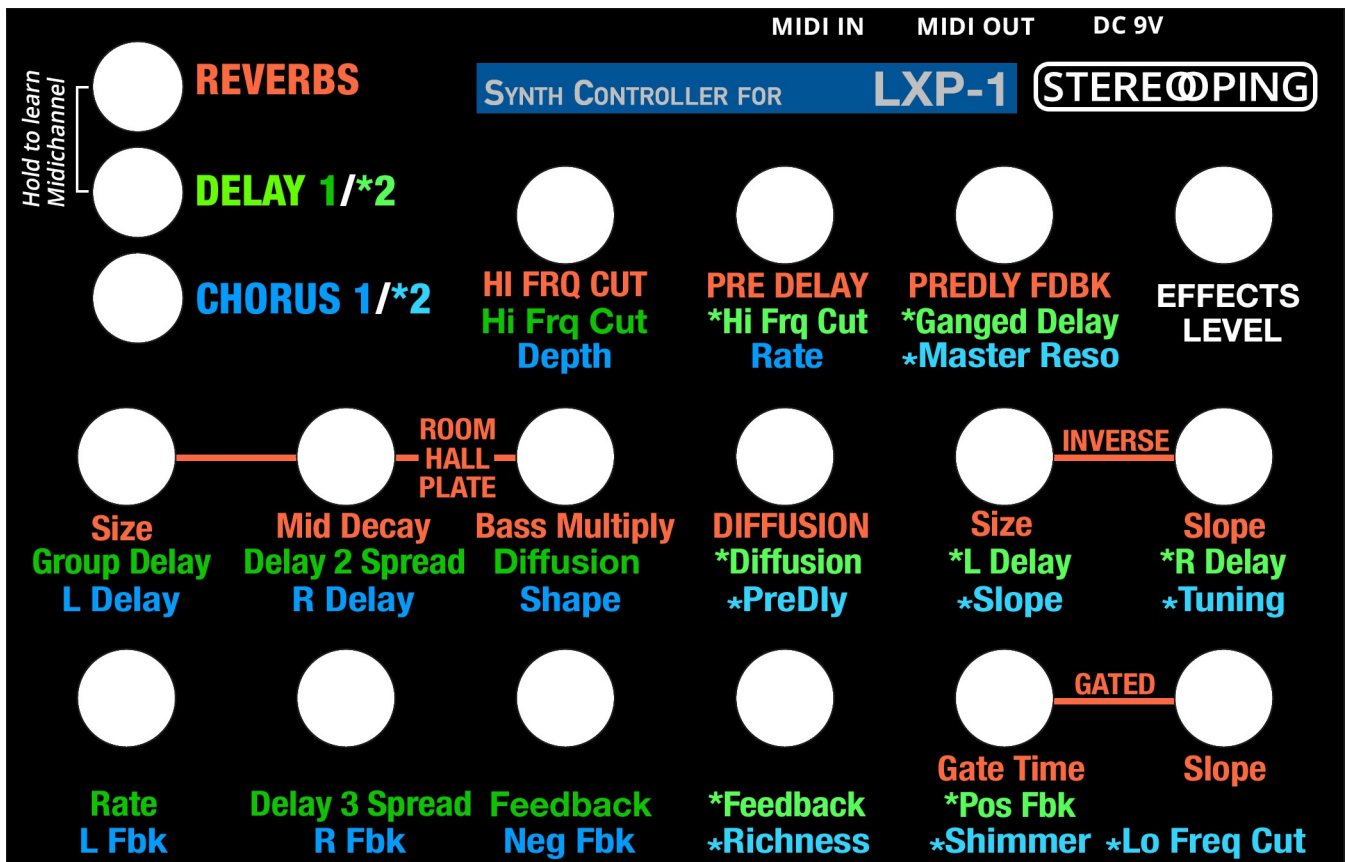 MIDI IN MIDI OUT DC 9V
Hold to learn
Midichannel
REVERBS
DELAY 1/*2
CHORUS 1/*2
SYNTH CONTROLLER FOR LXP-1 STEREOOPING
HI FRQ CUT PRE DELAY PREDLY FDBK EFFECTS
Hi Frq Cut *Hi Frq Cut *Ganged Delay LEVEL
Depth Rate *Master Reso
ROOM
HALL
PLATE
INVERSE
Size Mid Decay Bass Multiply DIFFUSION Size Slope
Group Delay Delay 2 Spread Diffusion *Diffusion *L Delay *R Delay
L Delay R Delay Shape *PreDly *Slope *Tuning
GATED
Gate Time Slope
Rate Delay 3 Spread Feedback *Feedback *Pos Fbk
L Fbk R Fbk Neg Fbk *Richness *Shimmer *Lo Freq Cut